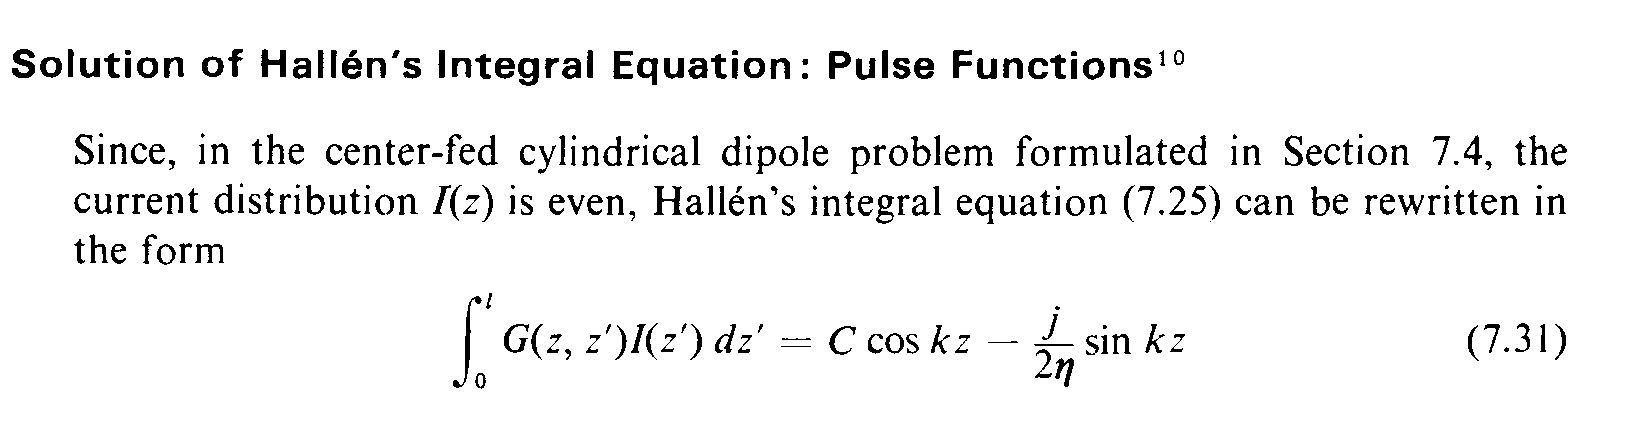 Solution of Hallén's Integral Equation: Pulse Functions¹⁰
Since, in the center-fed cylindrical dipole problem formulated in Section 7.4, the
current distribution I(z) is even, Hallén's integral equation (7.25) can be rewritten in
the form
∫₀ˡ G(z, z′)I(z′) dz′ = C cos kz − j/2η sin kz (7.31)